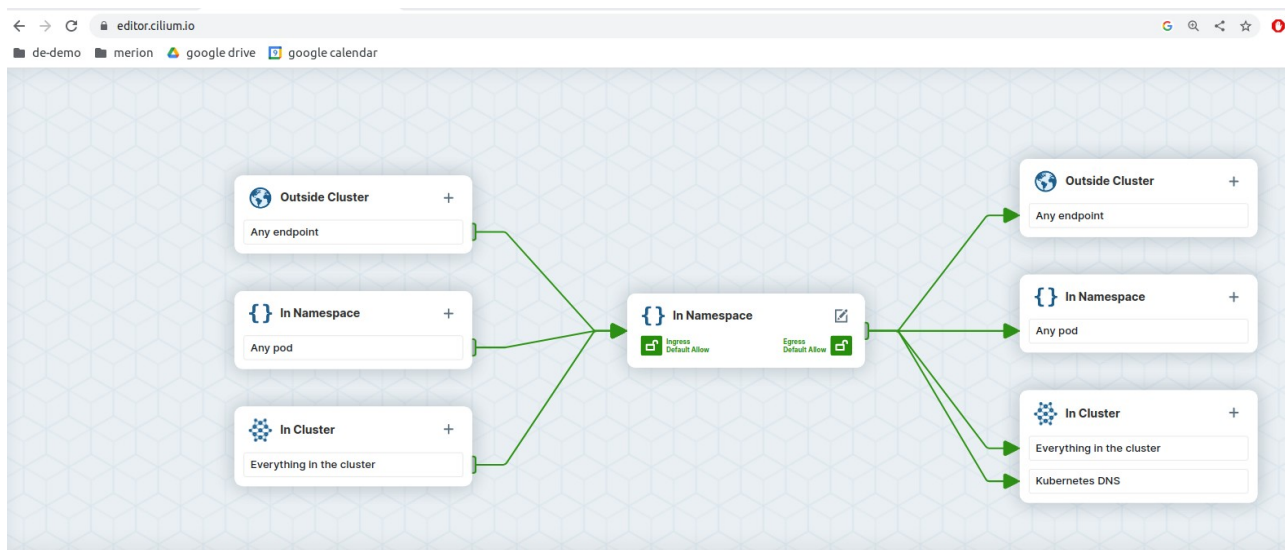 editor.cilium.io
de-demo merion google drive google calendar
Outside Cluster
Any endpoint
In Namespace
Any pod
In Cluster
Everything in the cluster
In Namespace
Ingress
Default Allow
Egress
Default Allow
Outside Cluster
Any endpoint
In Namespace
Any pod
In Cluster
Everything in the cluster
Kubernetes DNS